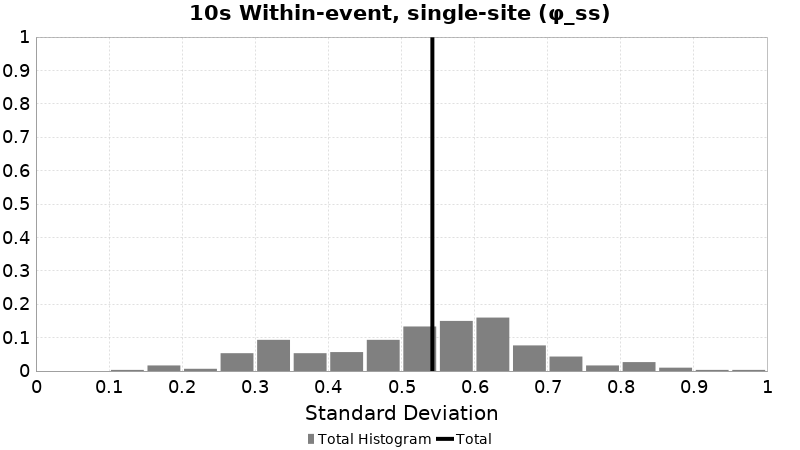 10s Within-event, single-site (φ_ss)
1
0.9
0.8
0.7
0.6
0.5
0.4
0.3
0.2
0.1
0
0 0.1 0.2 0.3 0.4 0.5 0.6 0.7 0.8 0.9 1
Standard Deviation
Total Histogram Total